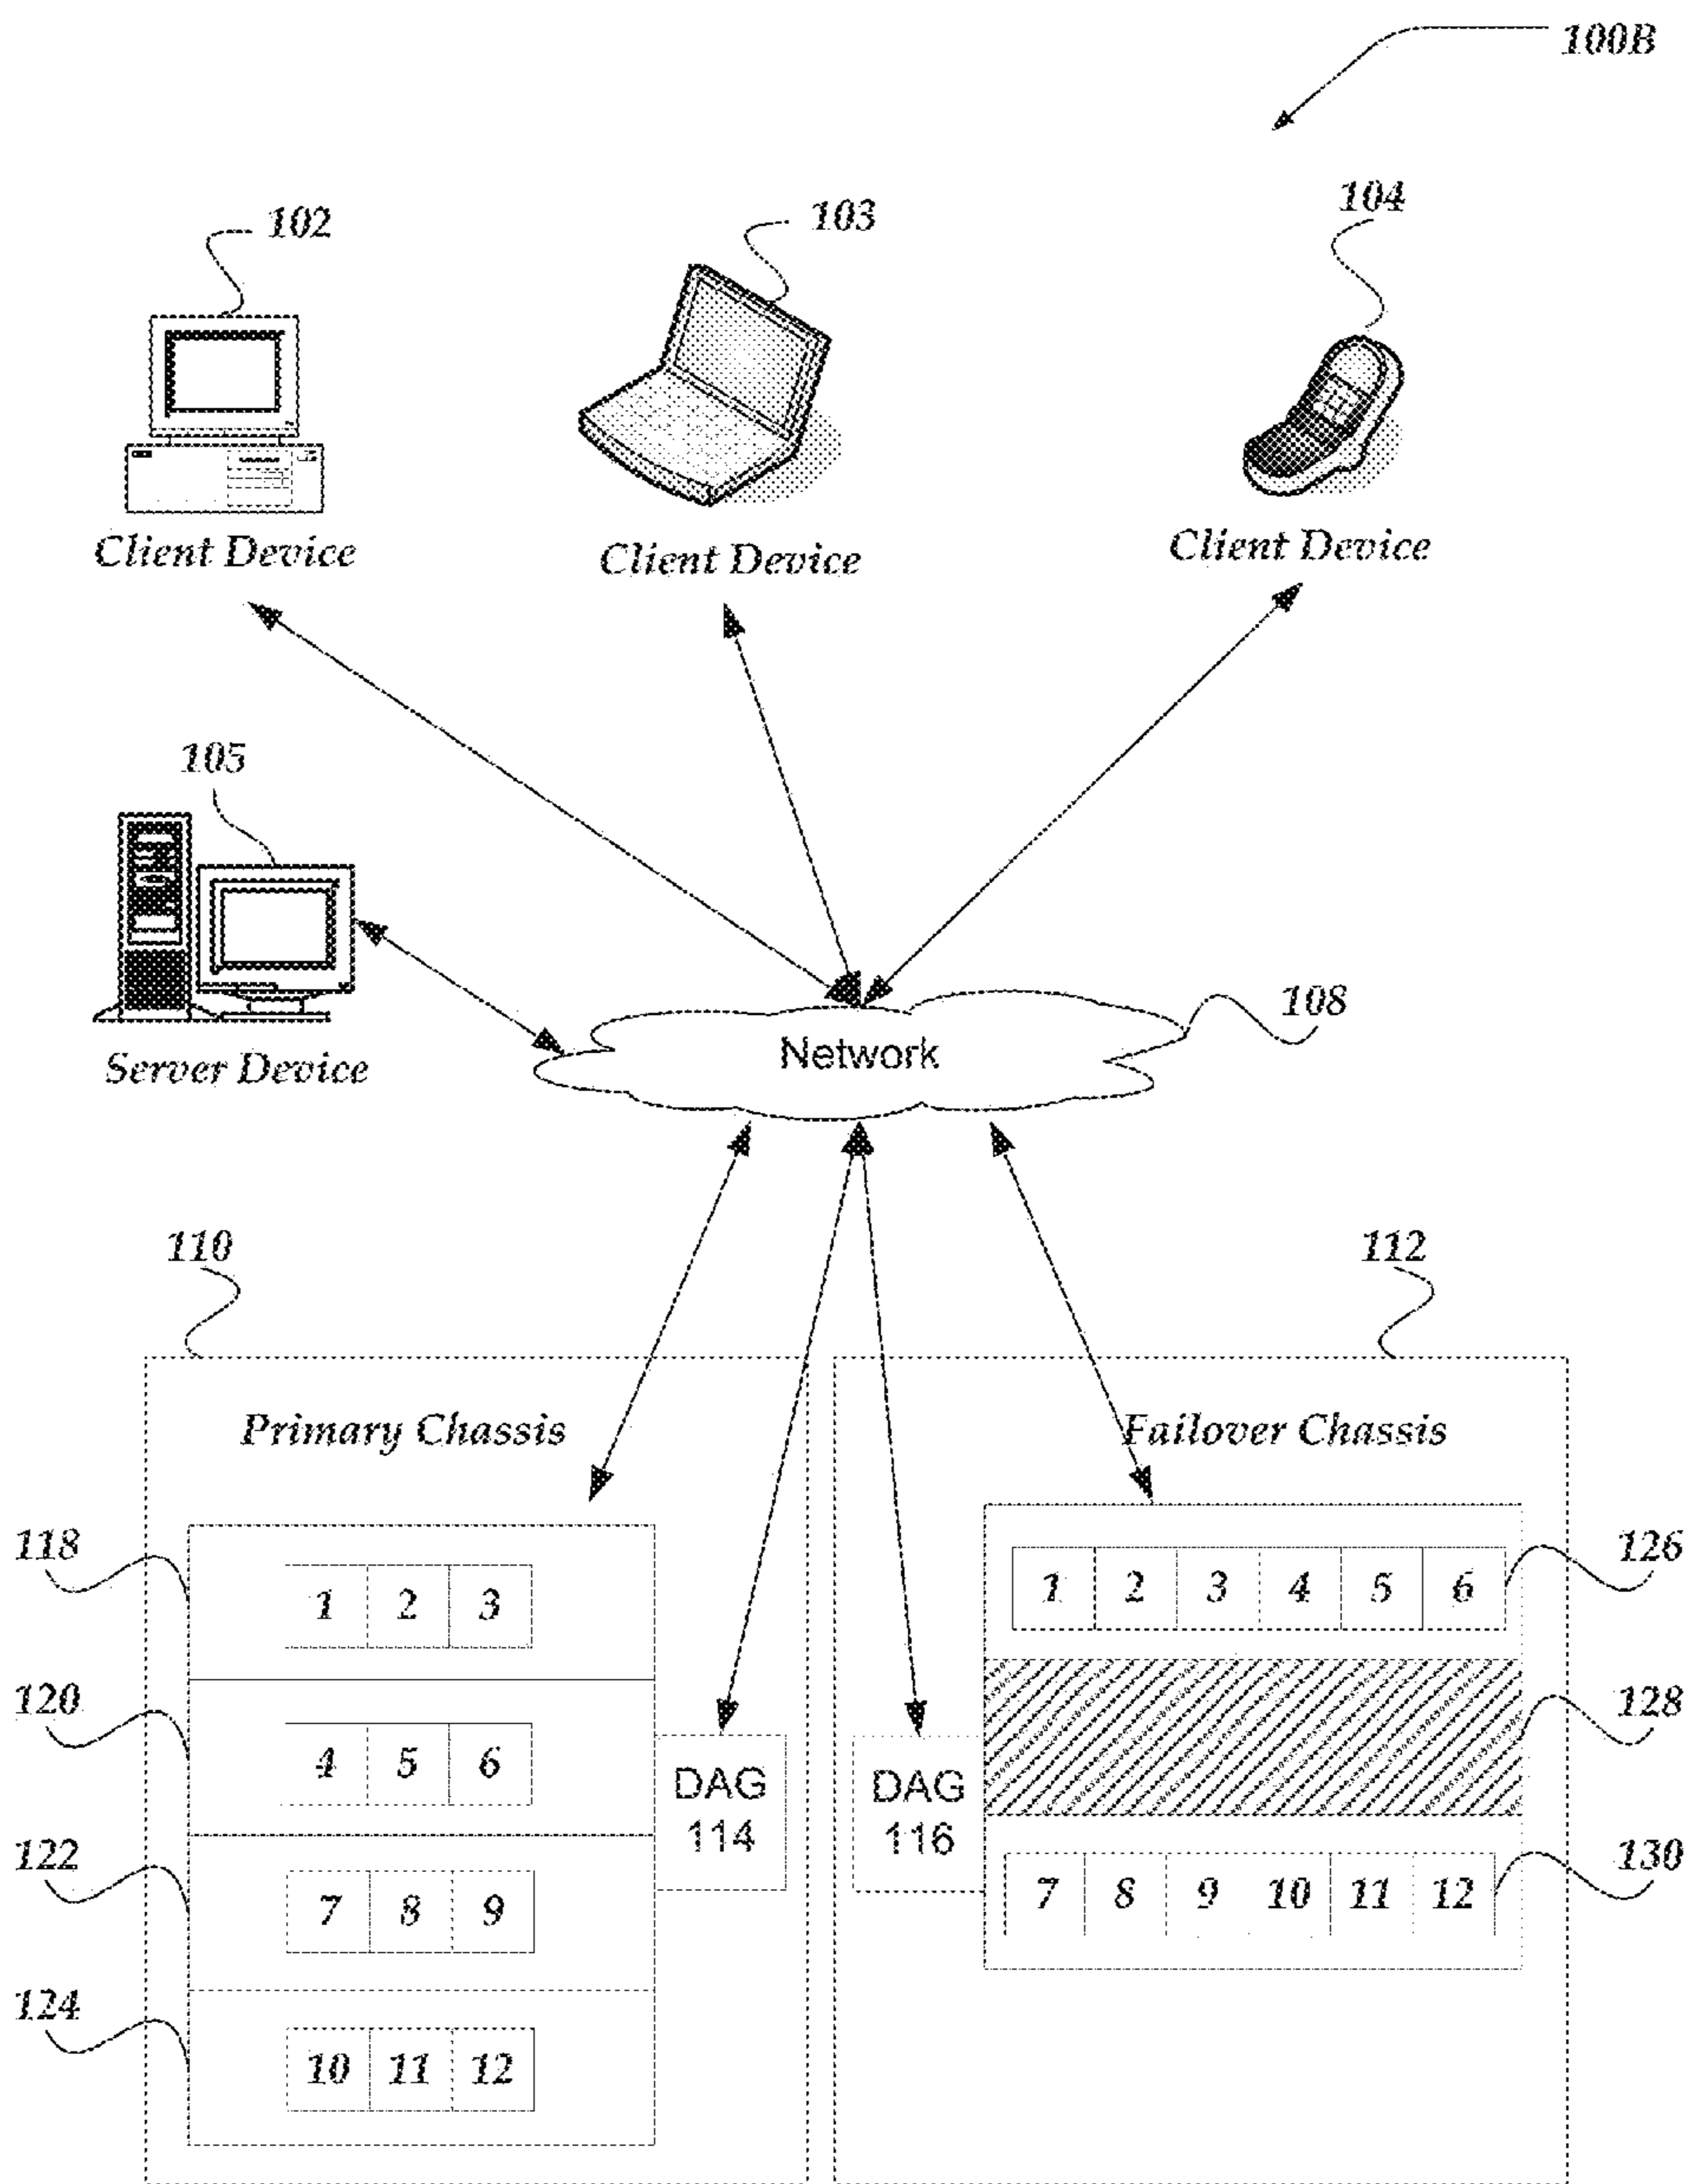 100B
102
103
104
Client Device
Client Device
Client Device
105
Server Device
Network
108
110
112
Primary Chassis
Failover Chassis
118
1 2 3
120
4 5 6
122
7 8 9
124
10 11 12
DAG
114
DAG
116
1 2 3 4 5 6
126
128
7 8 9 10 11 12
130